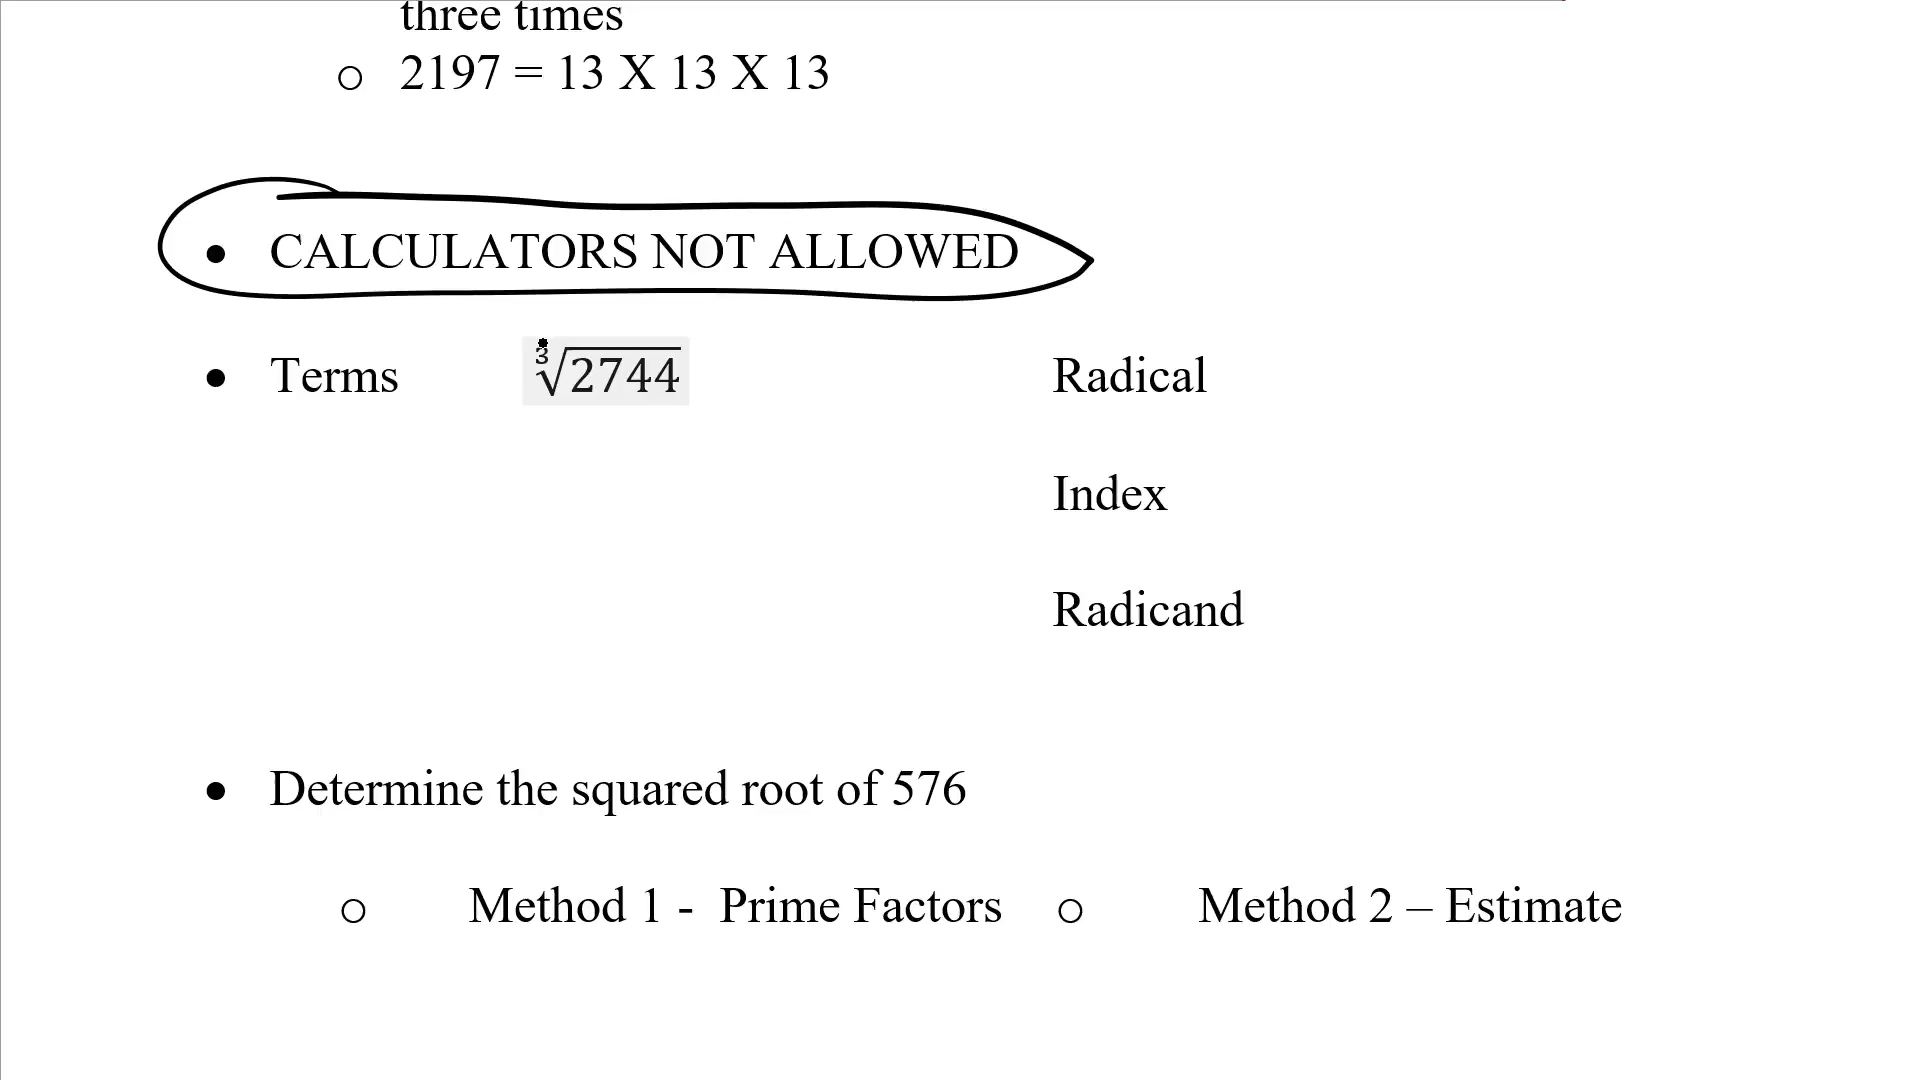 three times
○ 2197 = 13 X 13 X 13
● CALCULATORS NOT ALLOWED
● Terms ∛2744 Radical
Index
Radicand
● Determine the squared root of 576
○ Method 1 - Prime Factors ○ Method 2 – Estimate